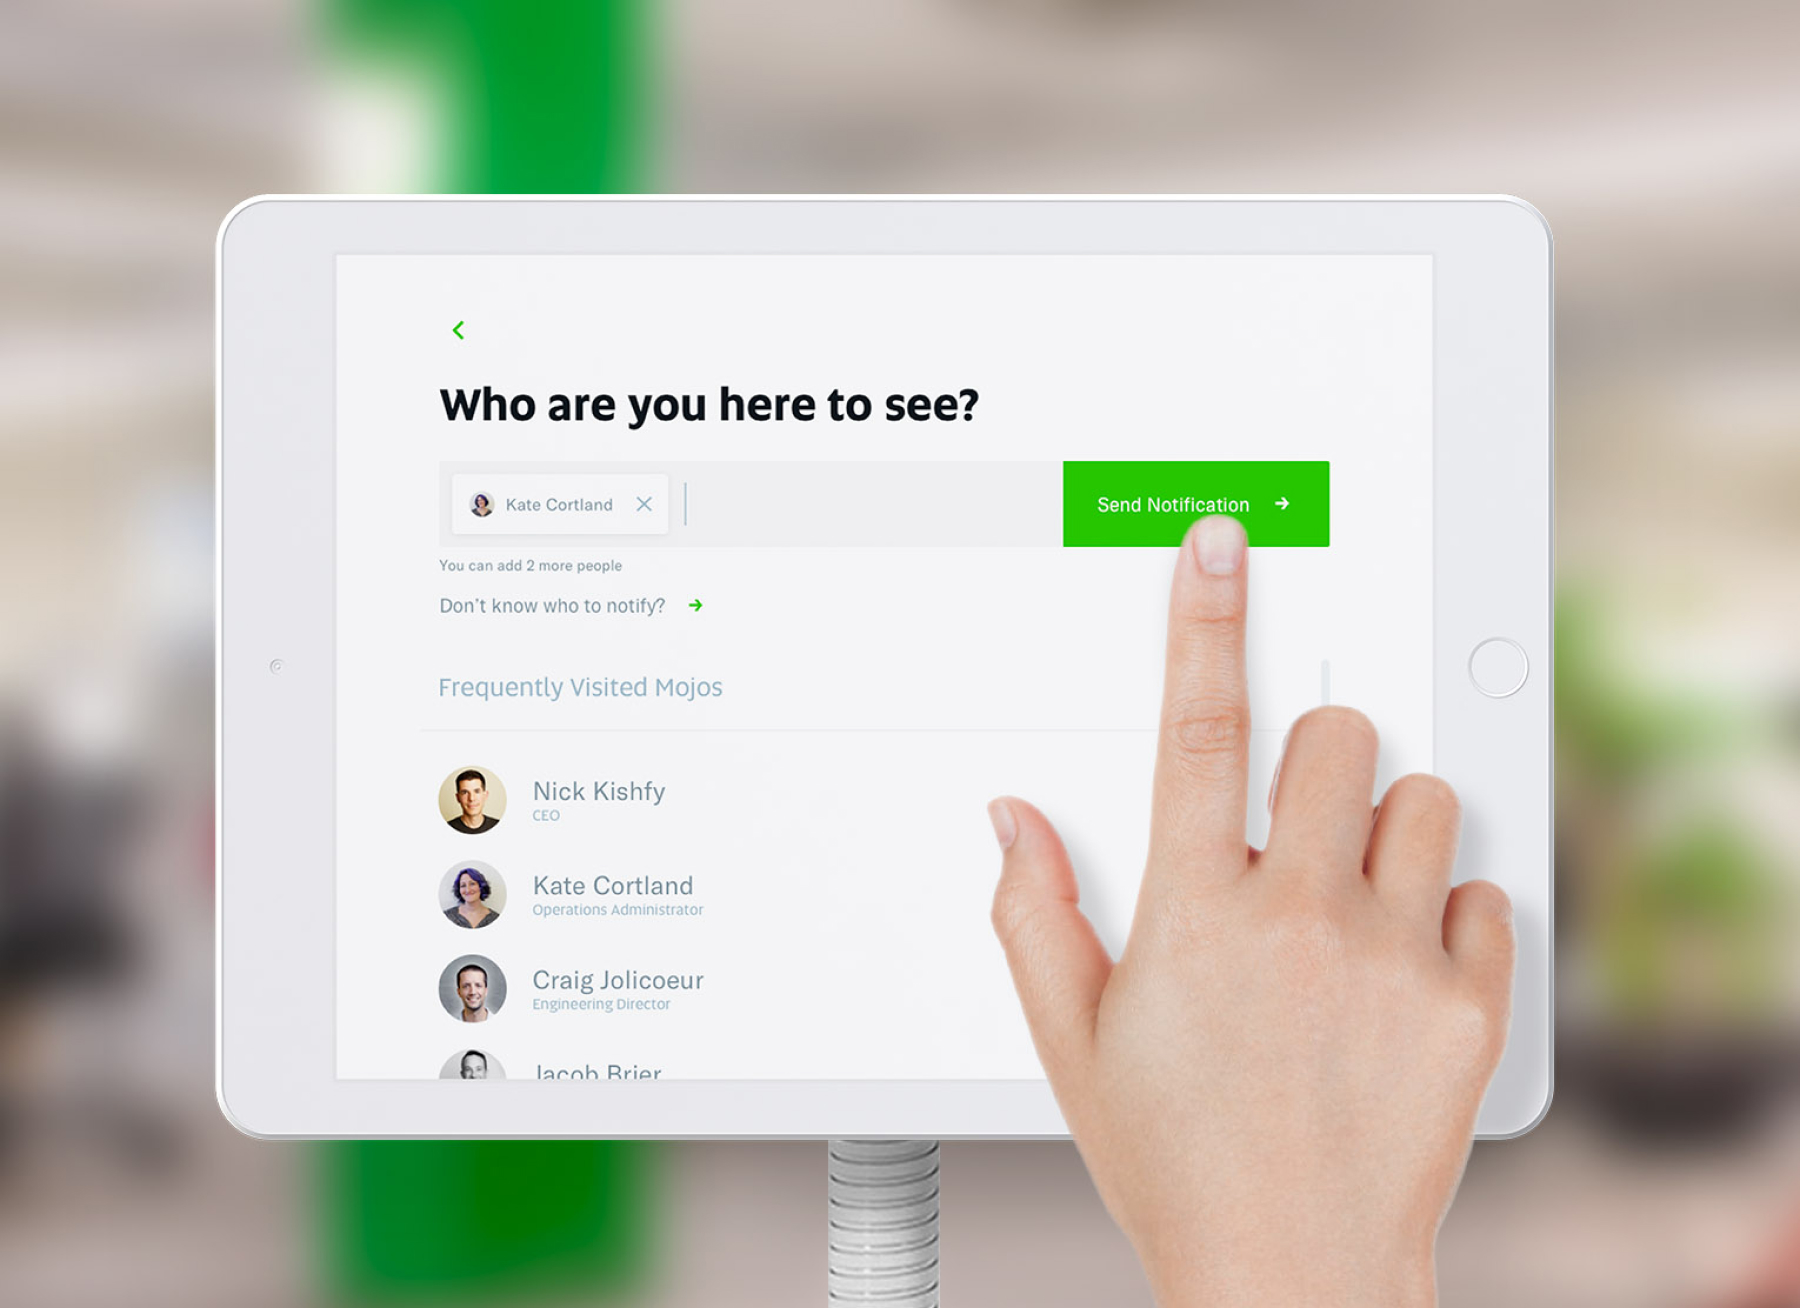 Who are you here to see?
Kate Cortland
Send Notification
You can add 2 more people
Don't know who to notify?
Frequently Visited Mojos
Nick Kishfy
CEO
Kate Cortland
Operations Administrator
Craig Jolicoeur
Engineering Director
Jacob Brier